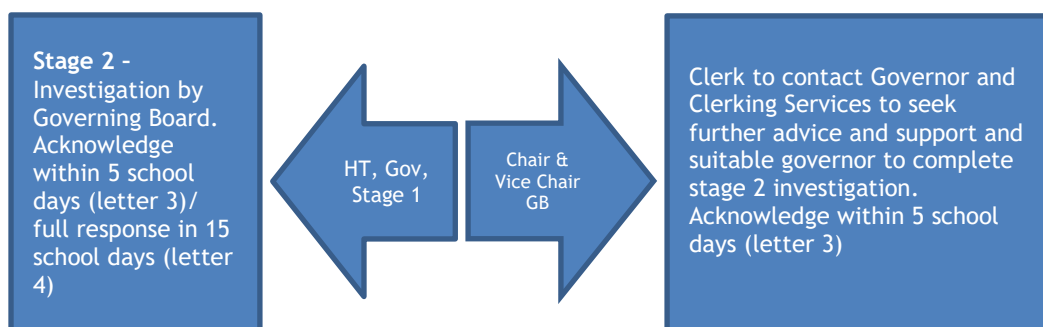 Stage 2 –
Investigation by
Governing Board.
Acknowledge
within 5 school
days (letter 3)/
full response in 15
school days (letter
4)
HT, Gov,
Stage 1
Chair &
Vice Chair
GB
Clerk to contact Governor and
Clerking Services to seek
further advice and support and
suitable governor to complete
stage 2 investigation.
Acknowledge within 5 school
days (letter 3)